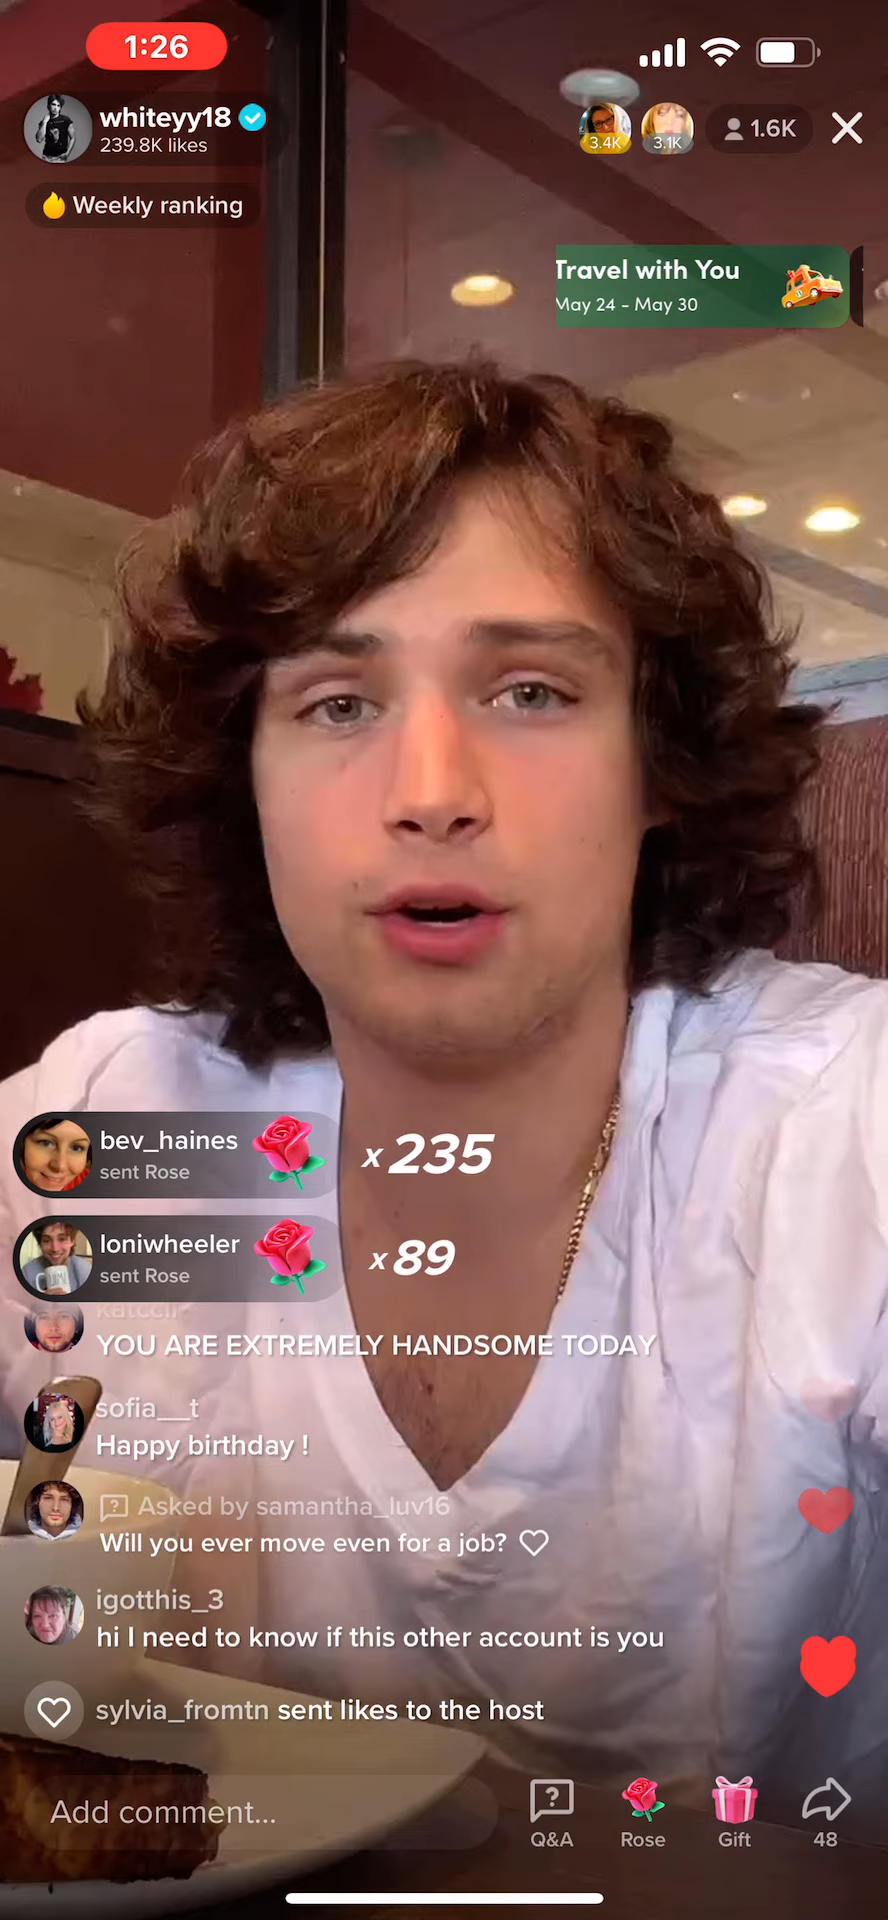 1:26
whiteyy18
239.8K likes
3.4K
3.1K
1.6K
Weekly ranking
Travel with You
May 24 - May 30
bev_haines
sent Rose
x 235
loniwheeler
sent Rose
x 89
YOU ARE EXTREMELY HANDSOME TODAY
sofia__t
Happy birthday !
Asked by samantha_luv16
Will you ever move even for a job?
igotthis_3
hi I need to know if this other account is you
sylvia_fromtn sent likes to the host
Add comment...
Q&A
Rose
Gift
48